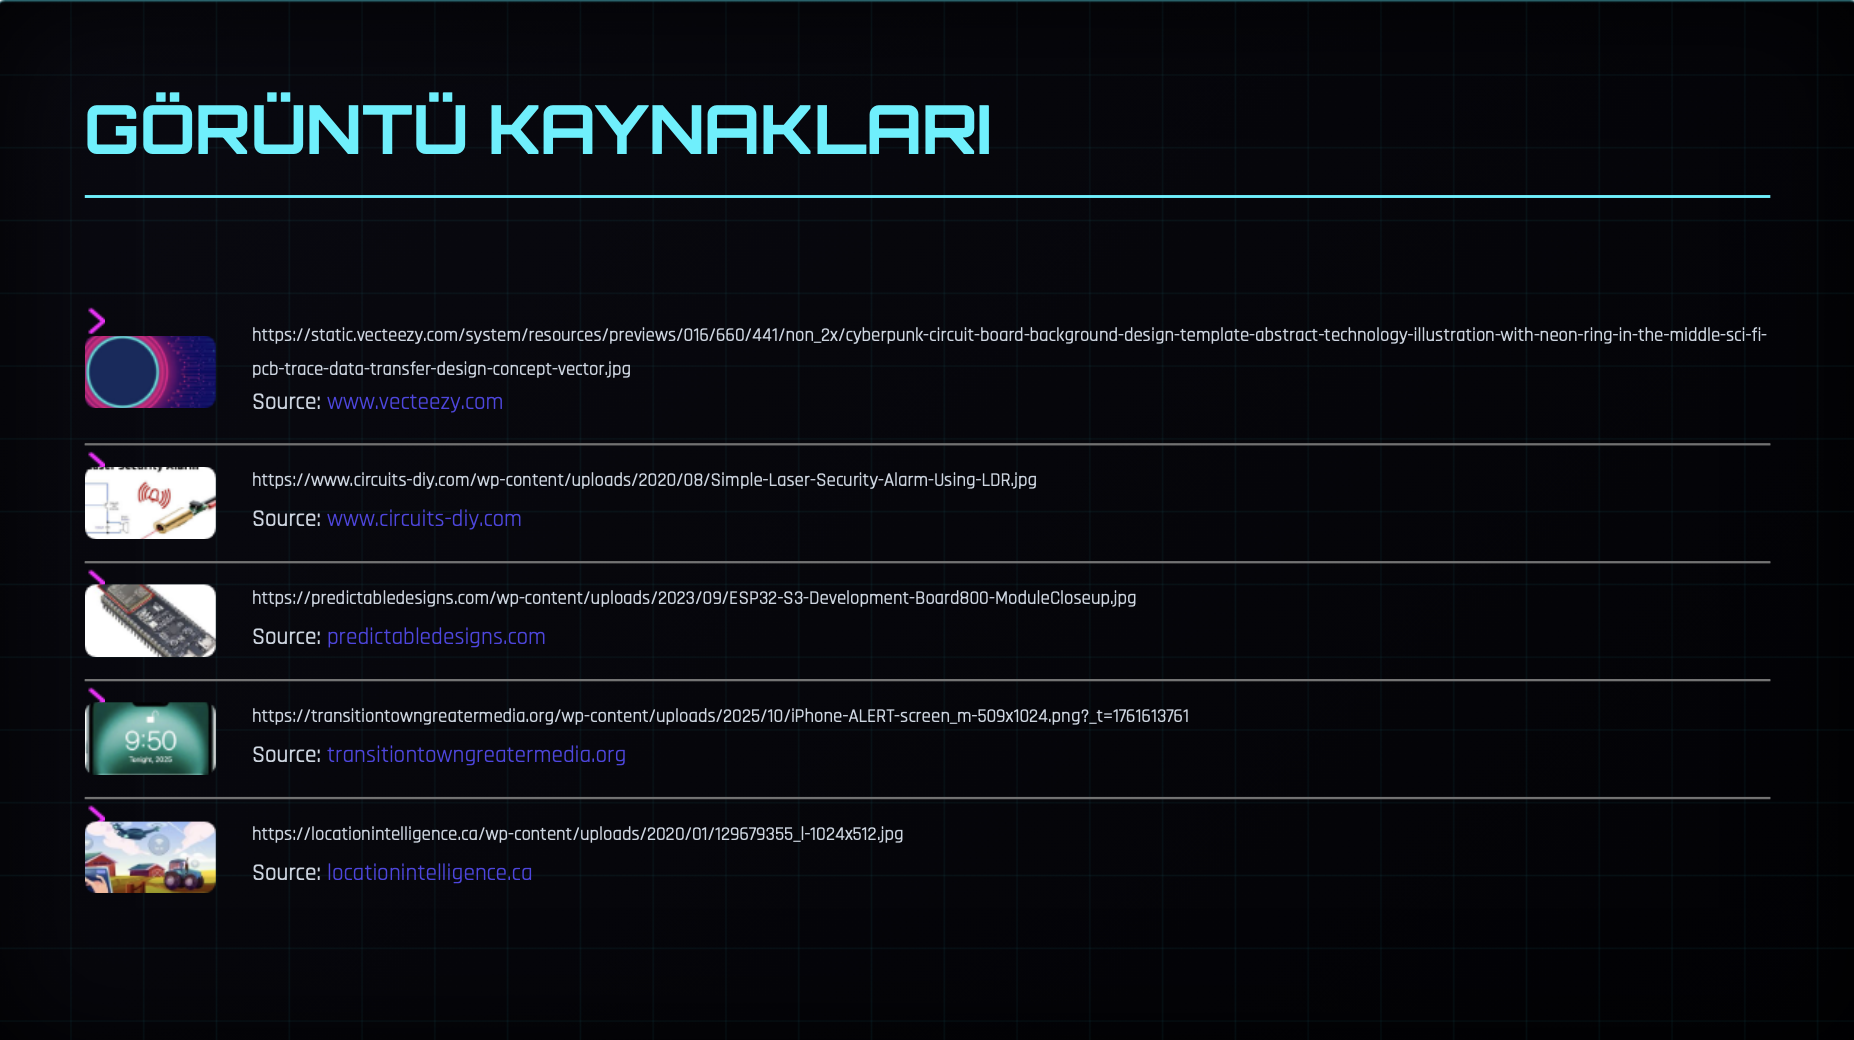 GÖRÜNTÜ KAYNAKLARI
https://static.vecteezy.com/system/resources/previews/016/660/441/non_2x/cyberpunk-circuit-board-background-design-template-abstract-technology-illustration-with-neon-ring-in-the-middle-sci-fi-
pcb-trace-data-transfer-design-concept-vector.jpg
Source: www.vecteezy.com
https://www.circuits-diy.com/wp-content/uploads/2020/08/Simple-Laser-Security-Alarm-Using-LDR.jpg
Source: www.circuits-diy.com
https://predictabledesigns.com/wp-content/uploads/2023/09/ESP32-S3-Development-Board800-ModuleCloseup.jpg
Source: predictabledesigns.com
9:50
Tonight, 2025
https://transitiontowngreatermedia.org/wp-content/uploads/2025/10/iPhone-ALERT-screen_m-509x1024.png?_t=1761613761
Source: transitiontowngreatermedia.org
https://locationintelligence.ca/wp-content/uploads/2020/01/129679355_l-1024x512.jpg
Source: locationintelligence.ca